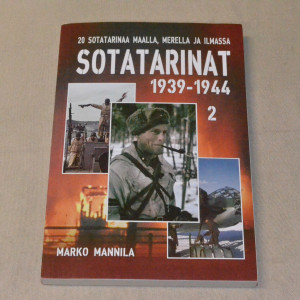 20 SOTATARINAA MAALLA, MERELLA JA ILMASSA
SOTATARINAT
1939-1944
2
MARKO MANNILA